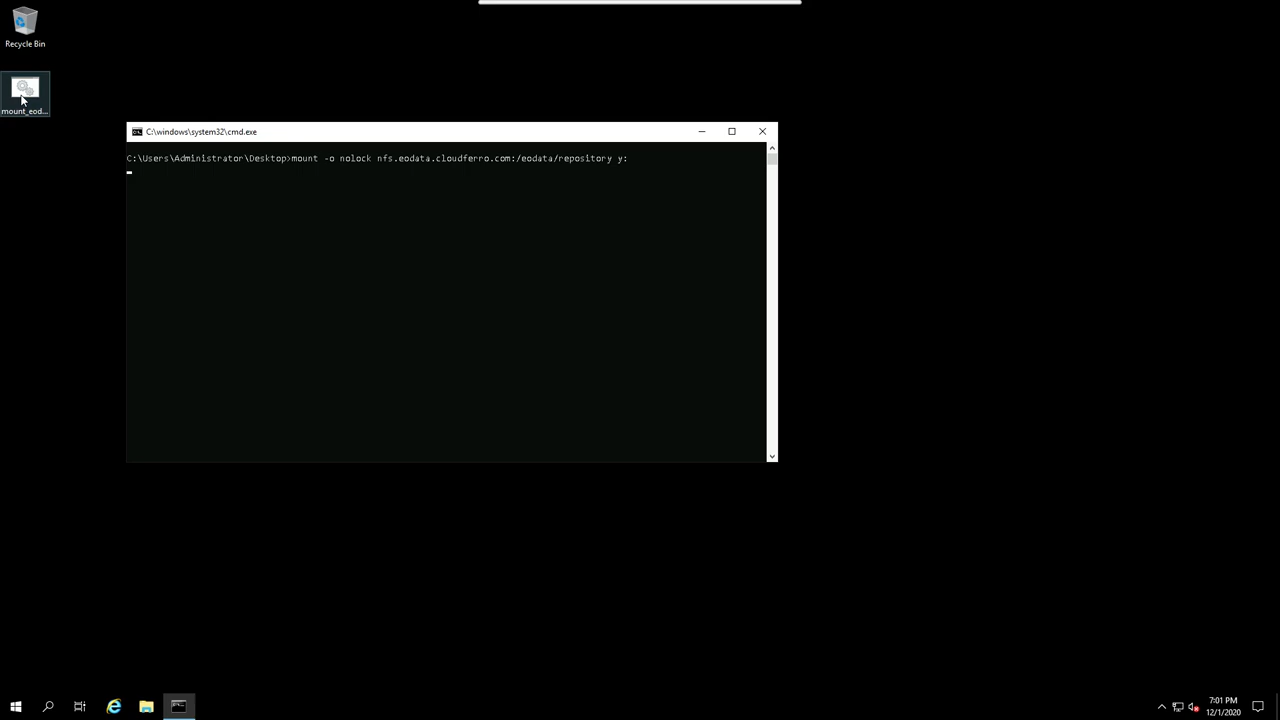 Recycle Bin
mount_eod...
C:\windows\system32\cmd.exe
C:\Users\Administrator\Desktop>mount -o nolock nfs.eodata.cloudferro.com:/eodata/repository y:
7:01 PM
12/1/2020